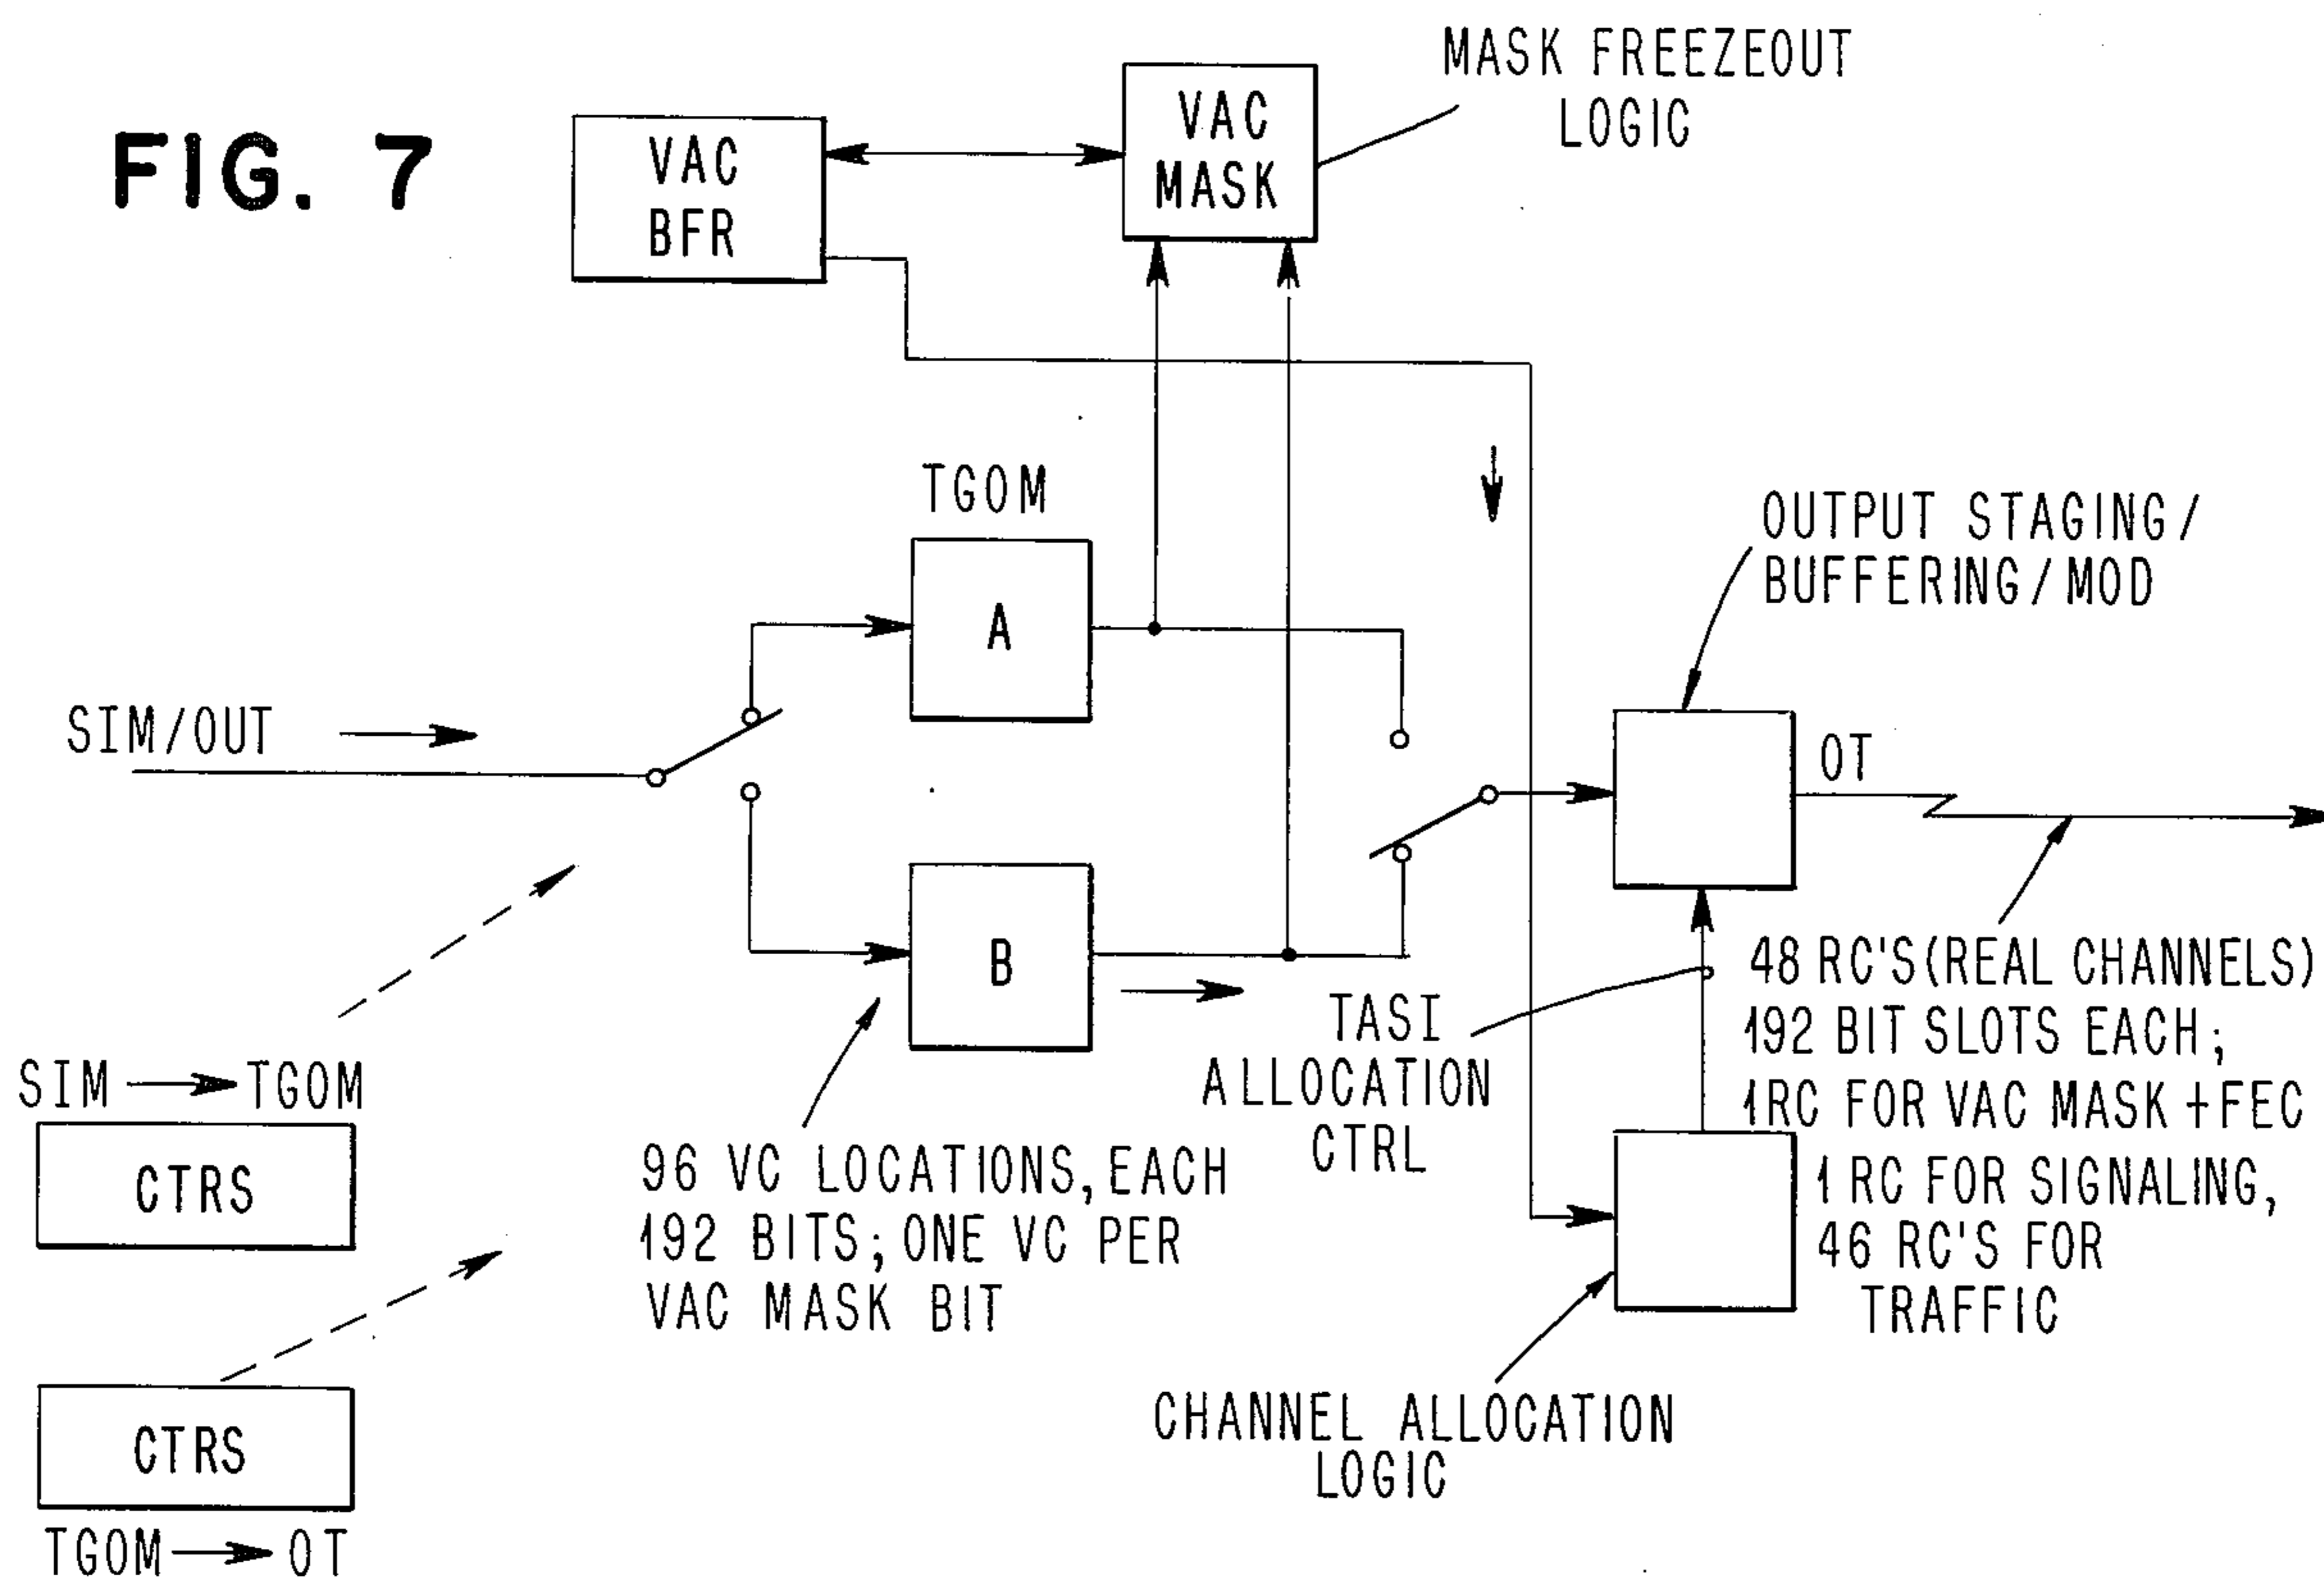 FIG. 7
VAC
BFR
VAC
MASK
MASK FREEZEOUT
LOGIC
TGOM
A
OUTPUT STAGING/
BUFFERING/MOD
SIM/OUT
OT
B
48 RC'S(REAL CHANNELS)
192 BIT SLOTS EACH;
1RC FOR VAC MASK +FEC
1 RC FOR SIGNALING,
46 RC'S FOR
TRAFFIC
TASI
ALLOCATION
CTRL
SIM → TGOM
CTRS
96 VC LOCATIONS, EACH
192 BITS; ONE VC PER
VAC MASK BIT
CHANNEL ALLOCATION
LOGIC
CTRS
TGOM → OT